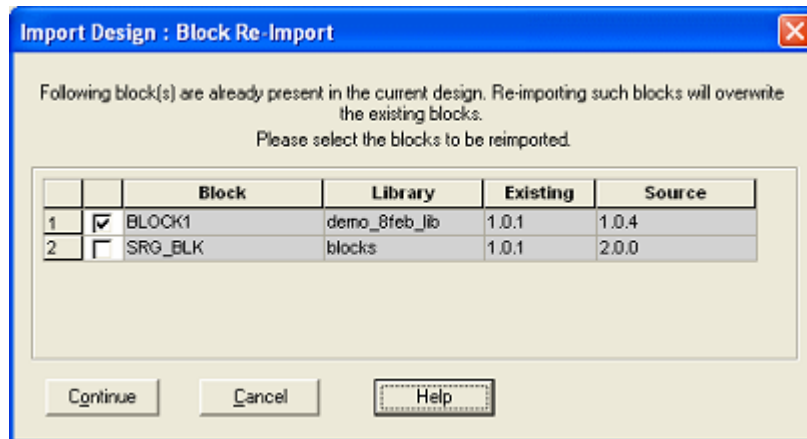 Import Design : Block Re-Import
Following block(s) are already present in the current design. Re-importing such blocks will overwrite
the existing blocks.
Please select the blocks to be reimported.
Block Library Existing Source
1 BLOCK1 demo_8feb_lib 1.0.1 1.0.4
2 SRG_BLK blocks 1.0.1 2.0.0
Continue Cancel Help